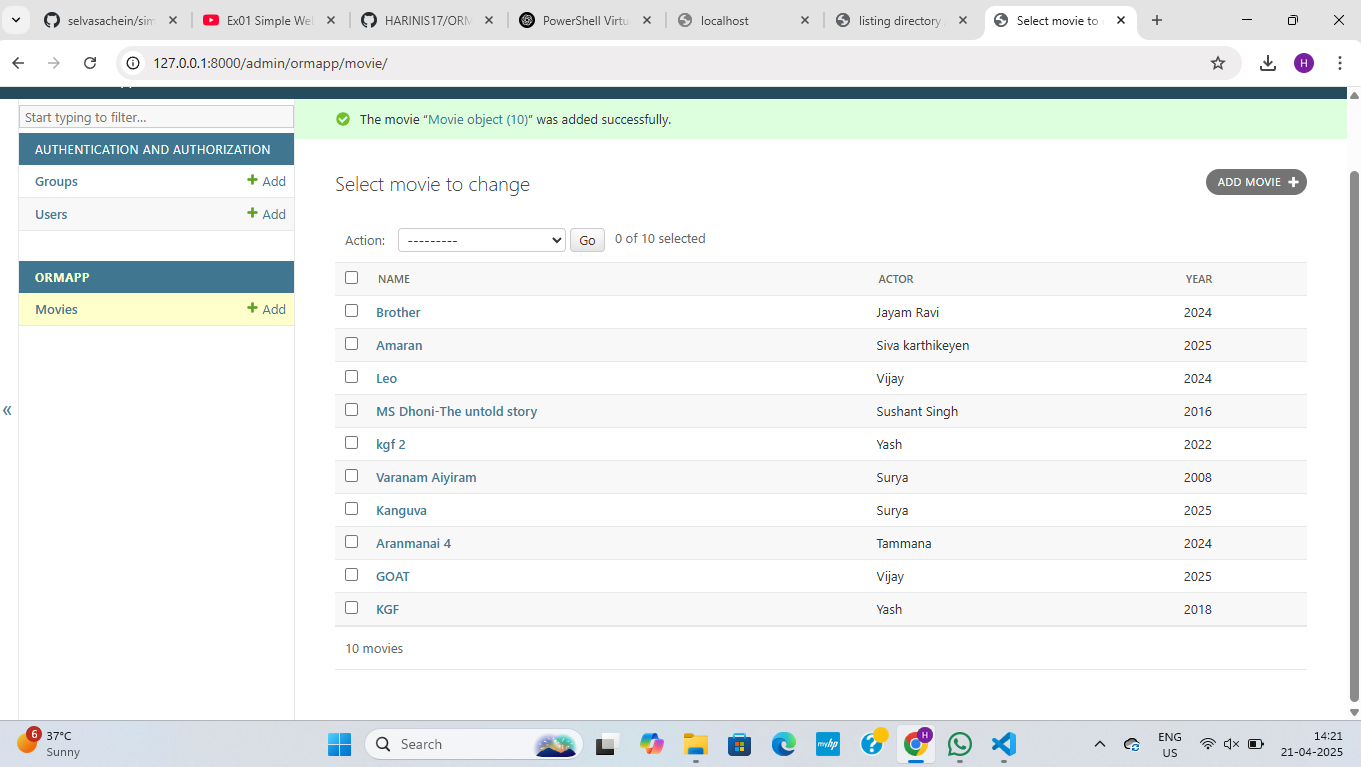 selvasachein/sim
Ex01 Simple Wel
HARINIS17/ORM
PowerShell Virtu
localhost
listing directory
Select movie to
127.0.0.1:8000/admin/ormapp/movie/
H
Start typing to filter...
The movie “Movie object (10)” was added successfully.
AUTHENTICATION AND AUTHORIZATION
Groups Add
Users Add
ORMAPP
Movies Add
«
Select movie to change
ADD MOVIE
Action: --------- Go 0 of 10 selected
NAME ACTOR YEAR
Brother Jayam Ravi 2024
Amaran Siva karthikeyen 2025
Leo Vijay 2024
MS Dhoni-The untold story Sushant Singh 2016
kgf 2 Yash 2022
Varanam Aiyiram Surya 2008
Kanguva Surya 2025
Aranmanai 4 Tammana 2024
GOAT Vijay 2025
KGF Yash 2018
10 movies
6
37°C
Sunny
Search
myhp
H
ENG
US
14:21
21-04-2025